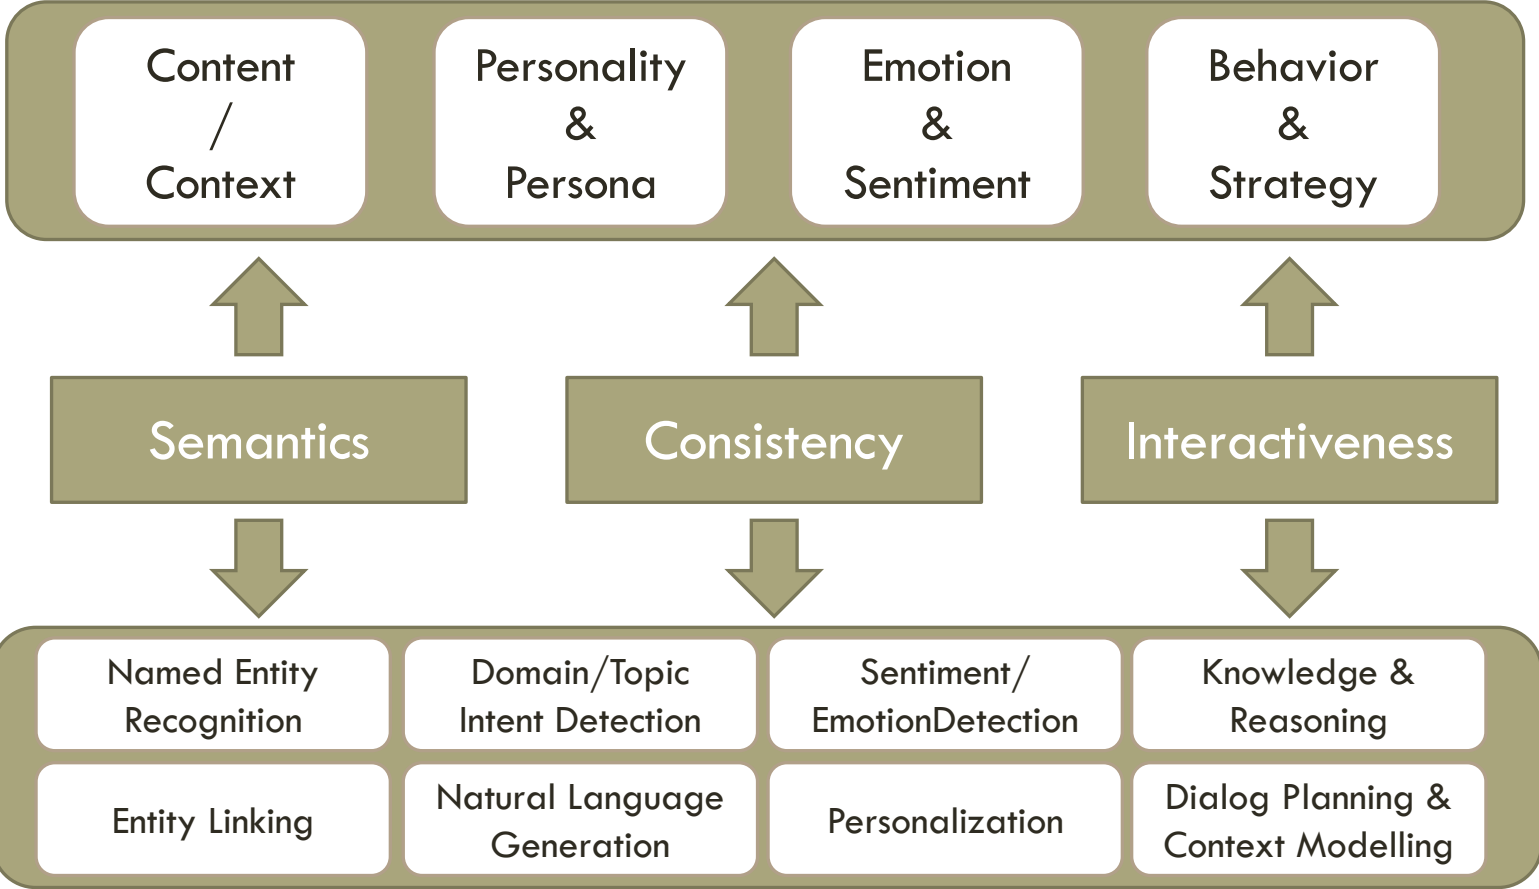 Content
/
Context
Personality
&
Persona
Emotion
&
Sentiment
Behavior
&
Strategy
Semantics
Consistency
Interactiveness
Named Entity
Recognition
Domain/Topic
Intent Detection
Sentiment/
EmotionDetection
Knowledge &
Reasoning
Entity Linking
Natural Language
Generation
Personalization
Dialog Planning &
Context Modelling